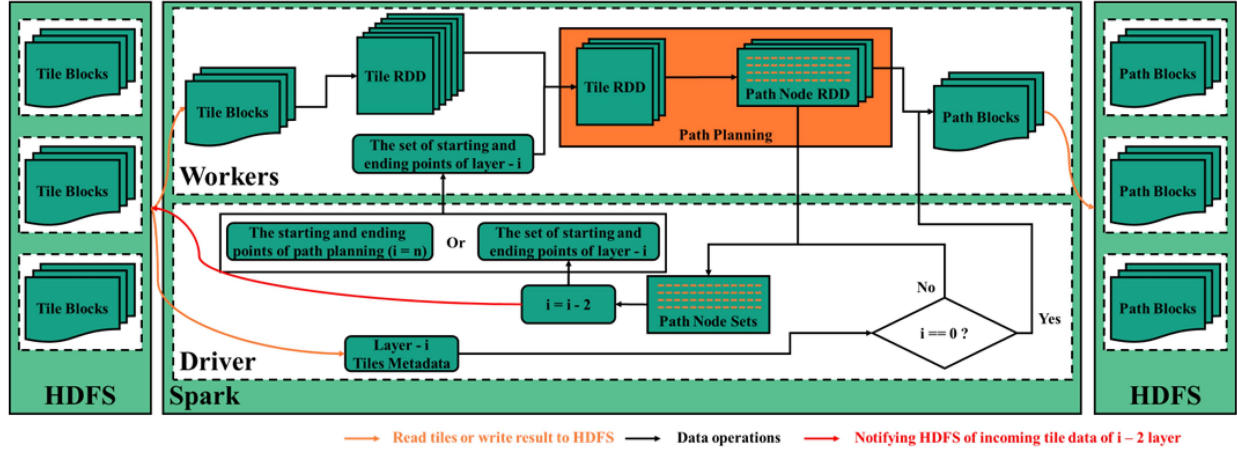 Tile Blocks
Tile Blocks
Tile Blocks
HDFS
Tile Blocks
Tile RDD
The set of starting and
ending points of layer - i
Tile RDD
Path Node RDD
Path Planning
Path Blocks
Workers
The starting and ending
points of path planning (i = n)
Or
The set of starting and
ending points of layer - i
i = i - 2
Path Node Sets
No
i == 0 ?
Yes
Layer - i
Tiles Metadata
Driver
Spark
Path Blocks
Path Blocks
Path Blocks
HDFS
Read tiles or write result to HDFS
Data operations
Notifying HDFS of incoming tile data of i – 2 layer